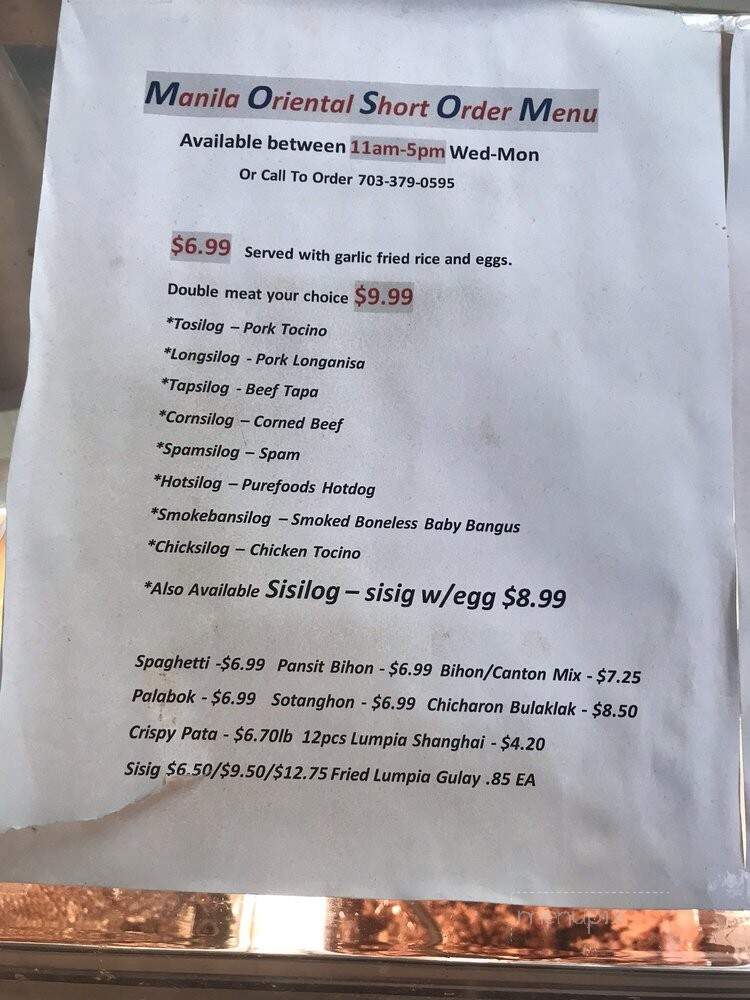 Manila Oriental Short Order Menu
Available between 11am-5pm Wed-Mon
Or Call To Order 703-379-0595
$6.99 Served with garlic fried rice and eggs.
Double meat your choice $9.99
*Tosilog – Pork Tocino
*Longsilog - Pork Longanisa
*Tapsilog - Beef Tapa
*Cornsilog – Corned Beef
*Spamsilog – Spam
*Hotsilog – Purefoods Hotdog
*Smokebansilog – Smoked Boneless Baby Bangus
*Chicksilog – Chicken Tocino
*Also Available Sisilog – sisig w/egg $8.99
Spaghetti -$6.99 Pansit Bihon - $6.99 Bihon/Canton Mix - $7.25
Palabok - $6.99 Sotanghon - $6.99 Chicharon Bulaklak - $8.50
Crispy Pata - $6.70lb 12pcs Lumpia Shanghai - $4.20
Sisig $6.50/$9.50/$12.75 Fried Lumpia Gulay .85 EA